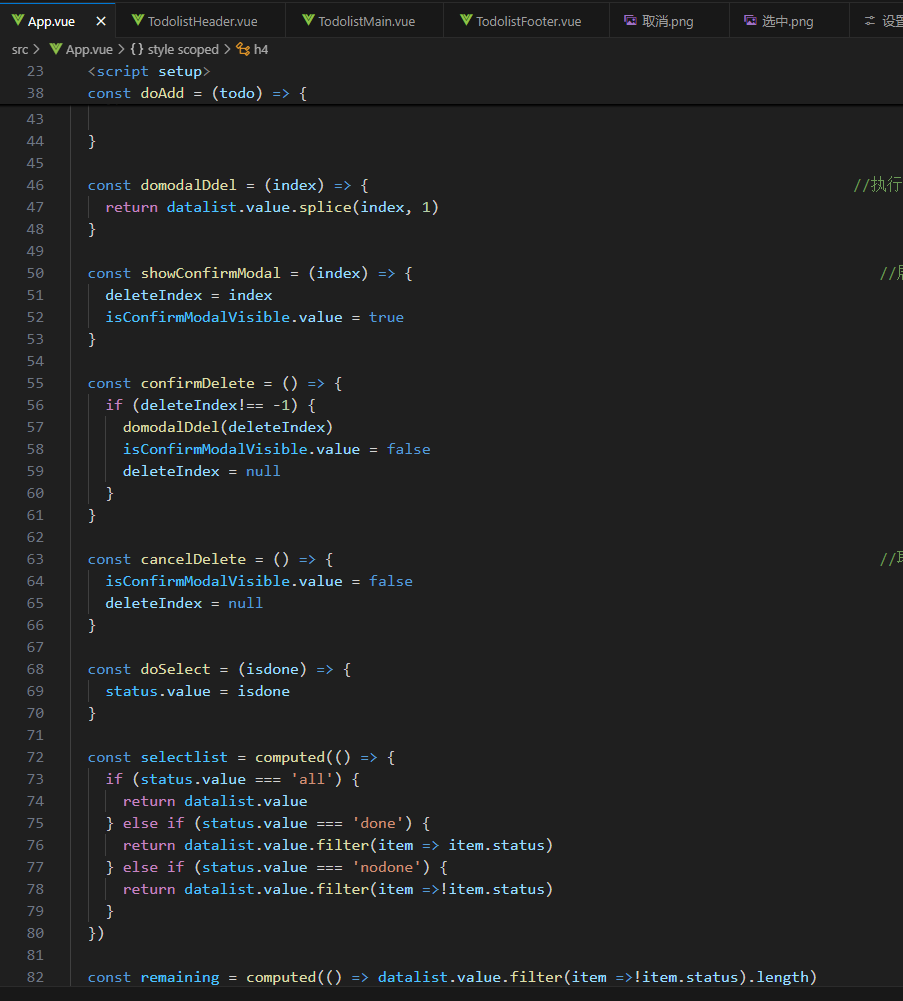 App.vue TodolistHeader.vue TodolistMain.vue TodolistFooter.vue 取消.png 选中.png 设置
src > App.vue > {} style scoped > h4
23 <script setup>
38 const doAdd = (todo) => {
43
44 }
45
46 const domodalDdel = (index) => { //执行
47 return datalist.value.splice(index, 1)
48 }
49
50 const showConfirmModal = (index) => { //
51 deleteIndex = index
52 isConfirmModalVisible.value = true
53 }
54
55 const confirmDelete = () => {
56 if (deleteIndex!== -1) {
57 domodalDdel(deleteIndex)
58 isConfirmModalVisible.value = false
59 deleteIndex = null
60 }
61 }
62
63 const cancelDelete = () => { //
64 isConfirmModalVisible.value = false
65 deleteIndex = null
66 }
67
68 const doSelect = (isdone) => {
69 status.value = isdone
70 }
71
72 const selectlist = computed(() => {
73 if (status.value === 'all') {
74 return datalist.value
75 } else if (status.value === 'done') {
76 return datalist.value.filter(item => item.status)
77 } else if (status.value === 'nodone') {
78 return datalist.value.filter(item =>!item.status)
79 }
80 })
81
82 const remaining = computed(() => datalist.value.filter(item =>!item.status).length)